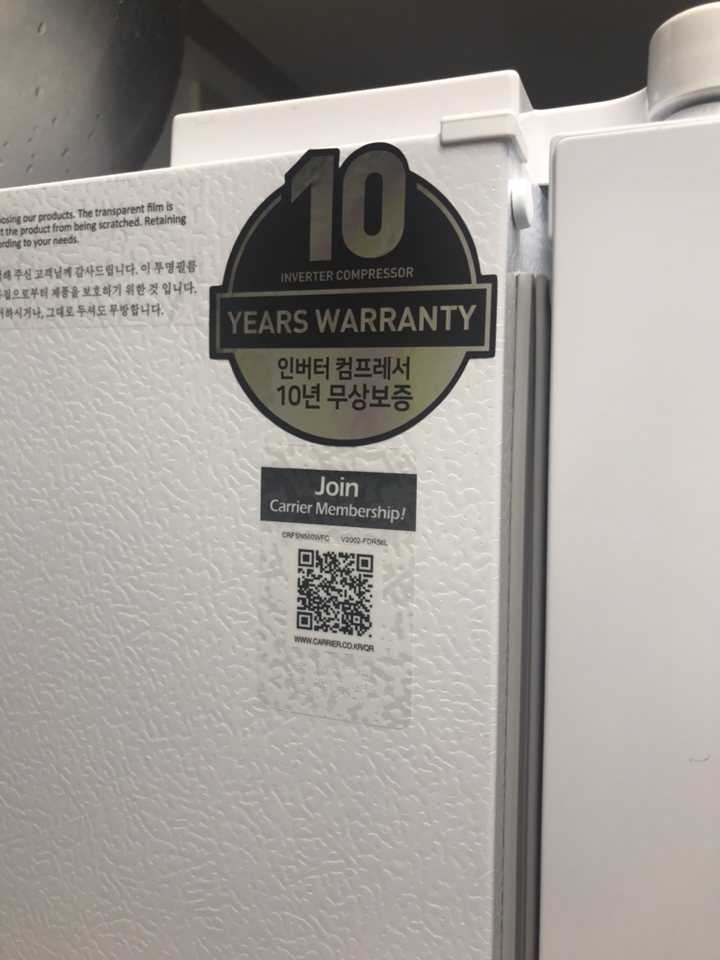 osing our products. The transparent film is
t the product from being scratched. Retaining
ording to your needs.
해 주신 고객님께 감사드립니다. 이 투명필름
으로부터 제품을 보호하기 위한 것 입니다.
하시거나, 그대로 두셔도 무방합니다.
10
INVERTER COMPRESSOR
YEARS WARRANTY
인버터 컴프레서
10년 무상보증
Join
Carrier Membership!
CRFSN560WFC V2002-FDR56L
WWW.CARRIER.CO.KR/QR